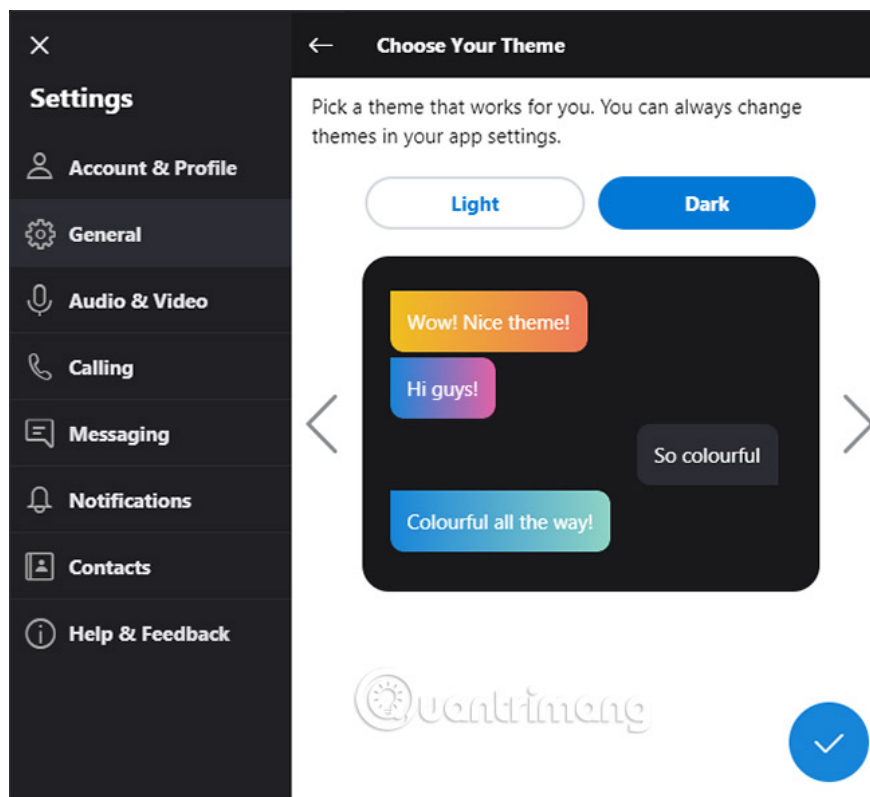 Settings
Account & Profile
General
Audio & Video
Calling
Messaging
Notifications
Contacts
Help & Feedback
Choose Your Theme
Pick a theme that works for you. You can always change
themes in your app settings.
Light
Dark
Wow! Nice theme!
Hi guys!
So colourful
Colourful all the way!
Quantrimang